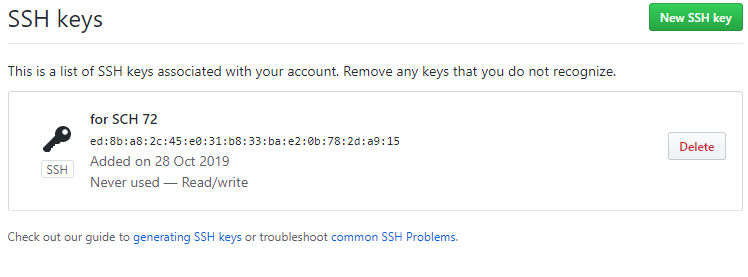 SSH keys
New SSH key
This is a list of SSH keys associated with your account. Remove any keys that you do not recognize.
for SCH 72
ed:8b:a8:2c:45:e0:31:b8:33:ba:e2:0b:78:2d:a9:15
Added on 28 Oct 2019
SSH
Never used — Read/write
Delete
Check out our guide to generating SSH keys or troubleshoot common SSH Problems.